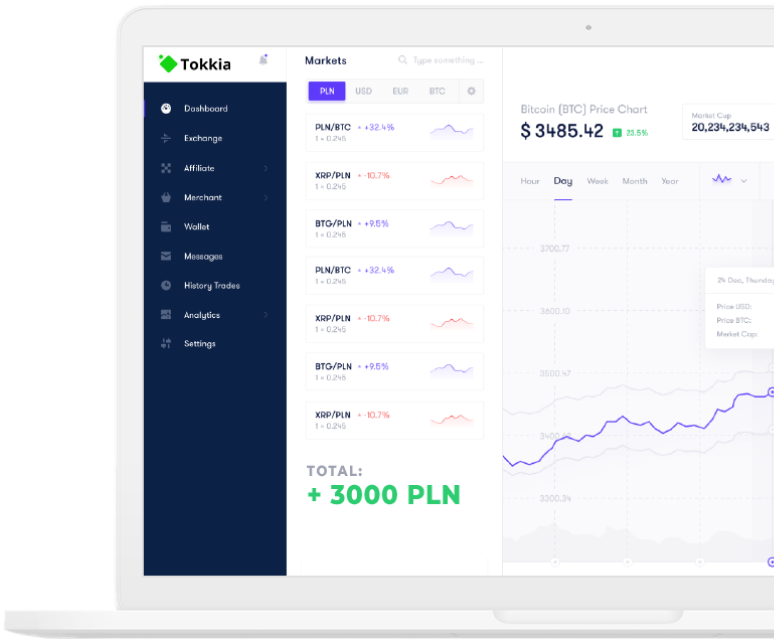 Tokkia
Dashboard
Exchange
Affiliate
Merchant
Wallet
Messages
History Trades
Analytics
Settings
Markets
Type something ...
PLN USD EUR BTC
PLN/BTC +32.4%
1 = 0.245
XRP/PLN -10.7%
1 = 0.245
BTG/PLN +9.5%
1 = 0.245
PLN/BTC +32.4%
1 = 0.245
XRP/PLN -10.7%
1 = 0.245
BTG/PLN +9.5%
1 = 0.245
XRP/PLN -10.7%
1 = 0.245
TOTAL:
+ 3000 PLN
Bitcoin (BTC) Price Chart
$ 3485.42 23.5%
Market Cup
20,234,234,543
Hour Day Week Month Year
3700.77
3600.10
3500.47
3300.34
24 Dec, Thursday
Price USD:
Price BTC:
Market Cap: